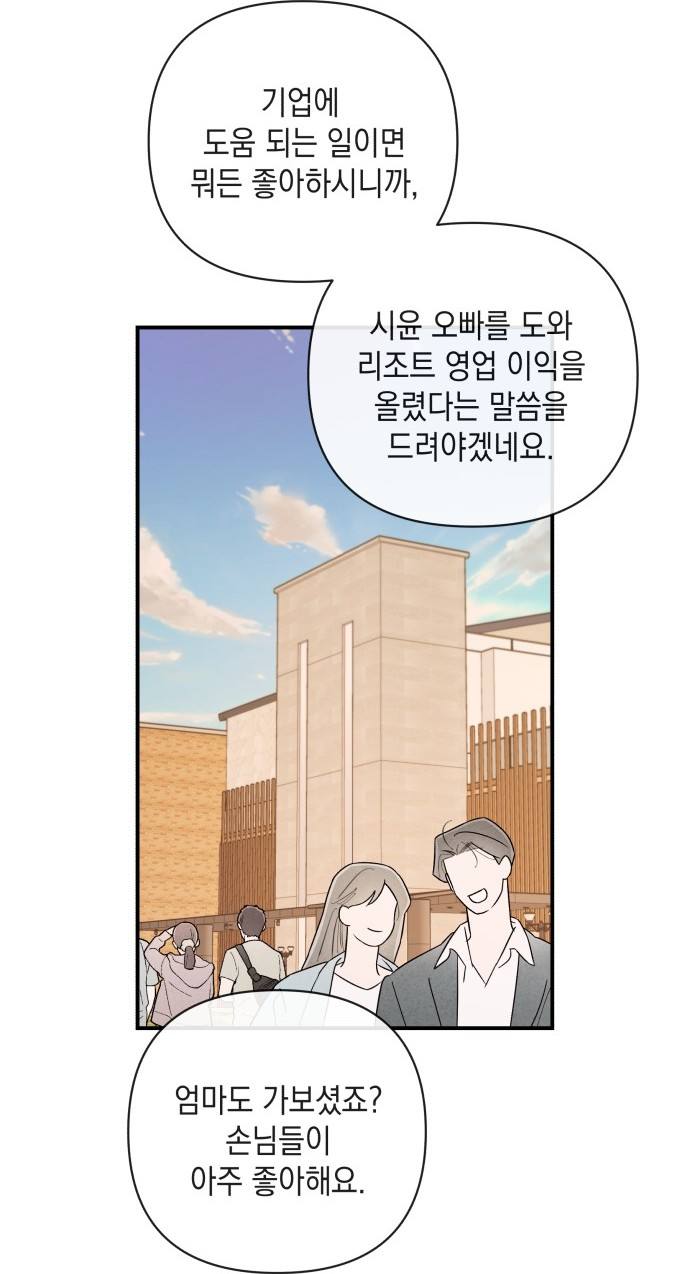 기업에
도움 되는 일이면
뭐든 좋아하시니까,
시윤 오빠를 도와
리조트 영업 이익을
올렸다는 말씀을
드려야겠네요.
엄마도 가보셨죠?
손님들이
아주 좋아해요.